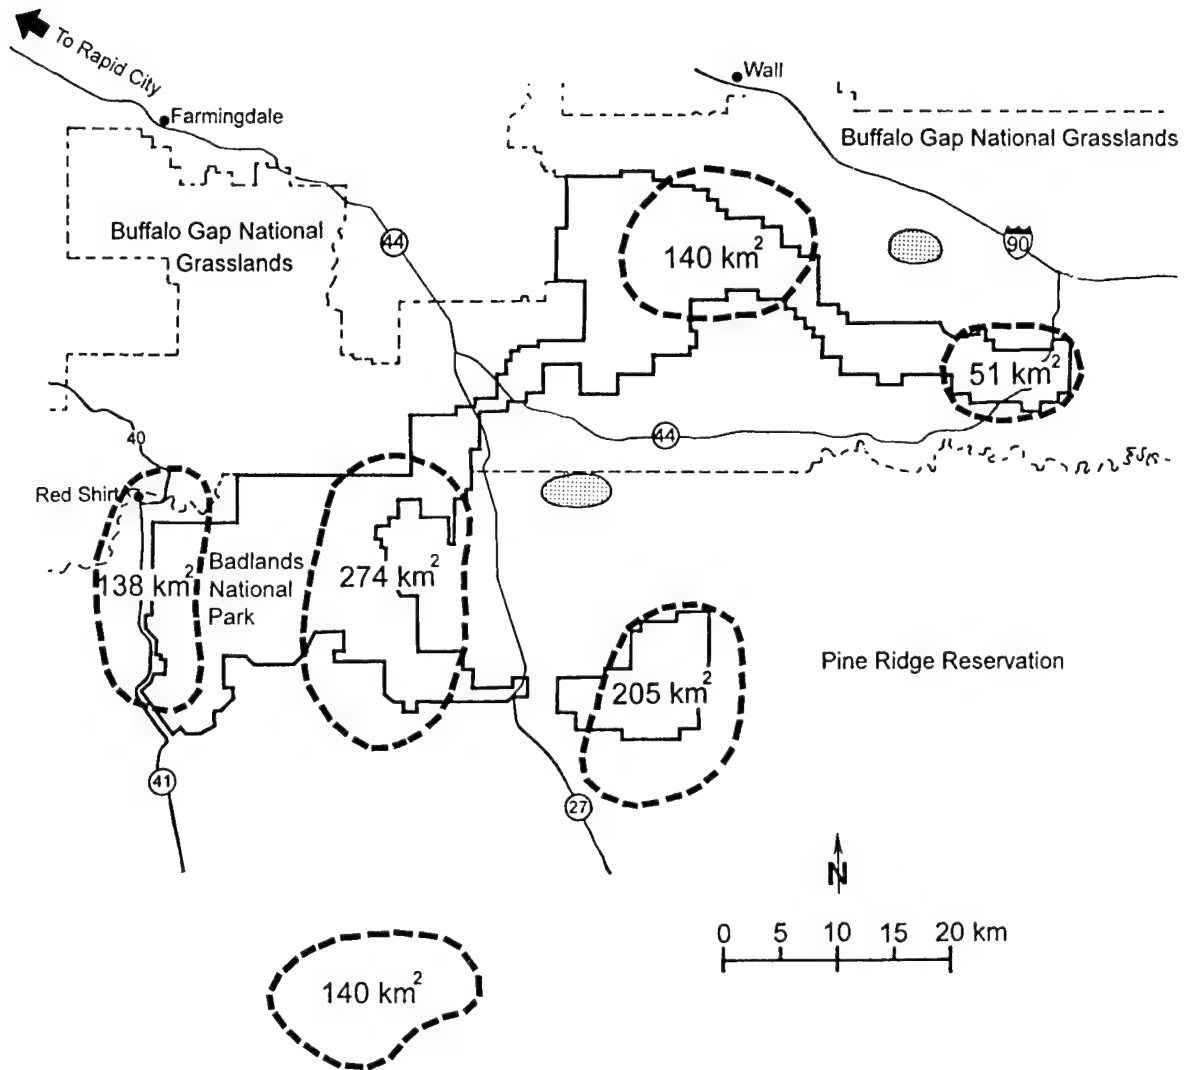 To Rapid City
Farmingdale
Wall
Buffalo Gap National Grasslands
Buffalo Gap National
Grasslands
44
90
140 km²
51 km²
44
40
Red Shirt
138 km²
Badlands
National
Park
274 km²
205 km²
Pine Ridge Reservation
41
27
N
0 5 10 15 20 km
140 km²